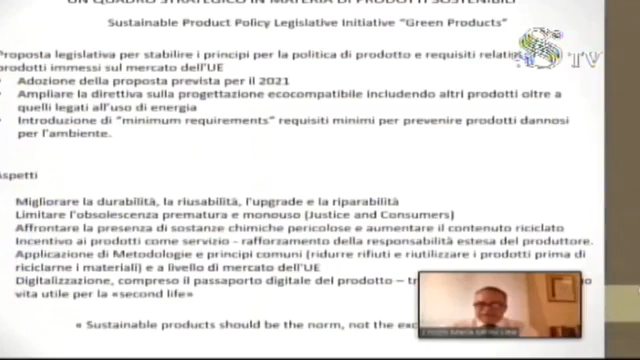 UN QUADRO STRATEGICO IN MATERIA DI PRODOTTI SOSTENIBILI
Sustainable Product Policy Legislative Initiative “Green Products”
Proposta legislativa per stabilire i principi per la politica di prodotto e requisiti
prodotti immessi sul mercato dell’UE
• Adozione della proposta prevista per il 2021
• Ampliare la direttiva sulla progettazione ecocompatibile includendo altri prodotti oltre a
quelli legati all’uso di energia
• Introduzione di “minimum requirements” requisiti minimi per prevenire prodotti dannosi
per l’ambiente.
S TV
Aspetti
Migliorare la durabilità, la riusabilità, l’upgrade e la riparabilità
Limitare l’obsolescenza prematura e monouso (Justice and Consumers)
Affrontare la presenza di sostanze chimiche pericolose e aumentare il contenuto riciclato
Incentivo ai prodotti come servizio - rafforzamento della responsabilità estesa del produttore.
Applicazione di Metodologie e principi comuni (ridurre rifiuti e riutilizzare i prodotti prima di
riciclarne i materiali) e a livello di mercato dell’UE
Digitalizzazione, compreso il passaporto digitale del prodotto –
vita utile per la «second life»
« Sustainable products should be the norm, not the